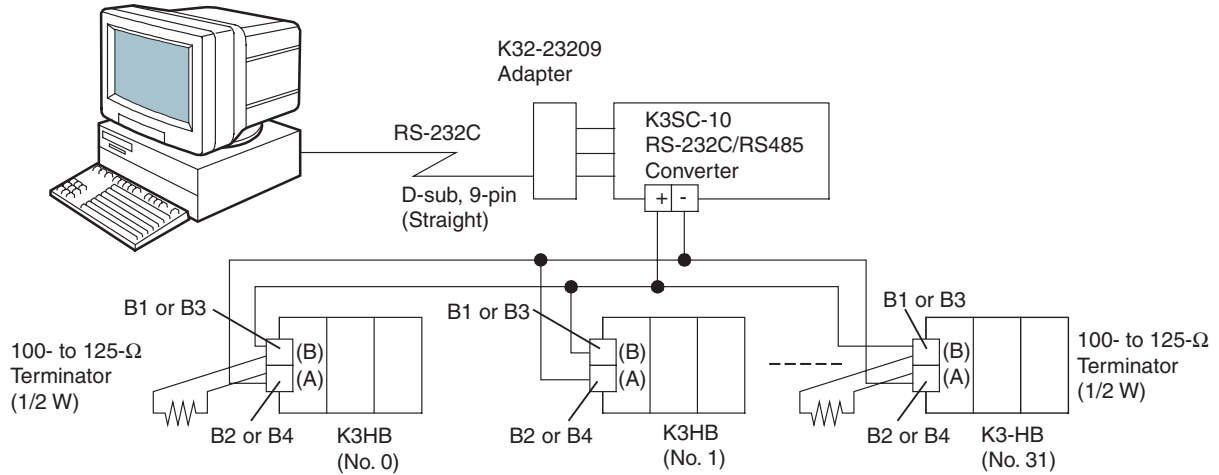 K32-23209
Adapter
RS-232C
D-sub, 9-pin
(Straight)
K3SC-10
RS-232C/RS485
Converter
+ -
B1 or B3
(B)
(A)
100- to 125-Ω
Terminator
(1/2 W)
B2 or B4
K3HB
(No. 0)
B1 or B3
(B)
(A)
B2 or B4
K3HB
(No. 1)
B1 or B3
(B)
(A)
B2 or B4
K3-HB
(No. 31)
100- to 125-Ω
Terminator
(1/2 W)